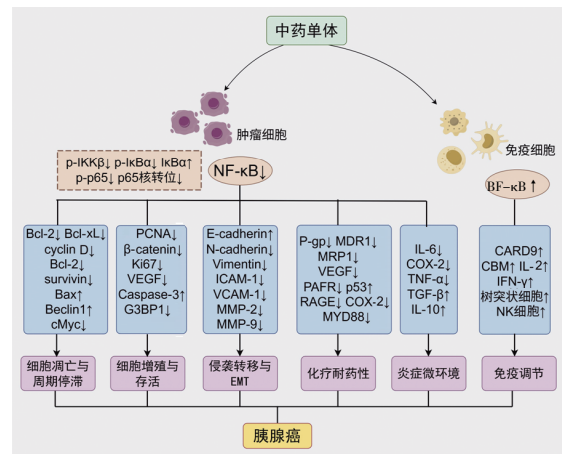 中药单体
肿瘤细胞
免疫细胞
p-IKKβ↓ p-IκBα↓ IκBα↑
p-p65↓ p65核转位↓
NF-κB↓
BF-κB↑
Bcl-2↓ Bcl-xL↓
cyclin D↓
Bcl-2↓
survivin↓
Bax↑
Beclin1↑
cMyc↓
PCNA↓
β-catenin↓
Ki67↓
VEGF↓
Caspase-3↑
G3BP1↓
E-cadherin↑
N-cadherin↓
Vimentin↓
ICAM-1↓
VCAM-1↓
MMP-2↓
MMP-9↓
P-gp↓ MDR1↓
MRP1↓
VEGF↓
PAFR↓ p53↑
RAGE↓ COX-2↓
MYD88↓
IL-6↓
COX-2↓
TNF-α↓
TGF-β↑
IL-10↑
CARD9↑
CBM↑ IL-2↑
IFN-γ↑
树突状细胞↑
NK细胞↑
细胞凋亡与
周期停滞
细胞增殖与
存活
侵袭转移与
EMT
化疗耐药性
炎症微环境
免疫调节
胰腺癌